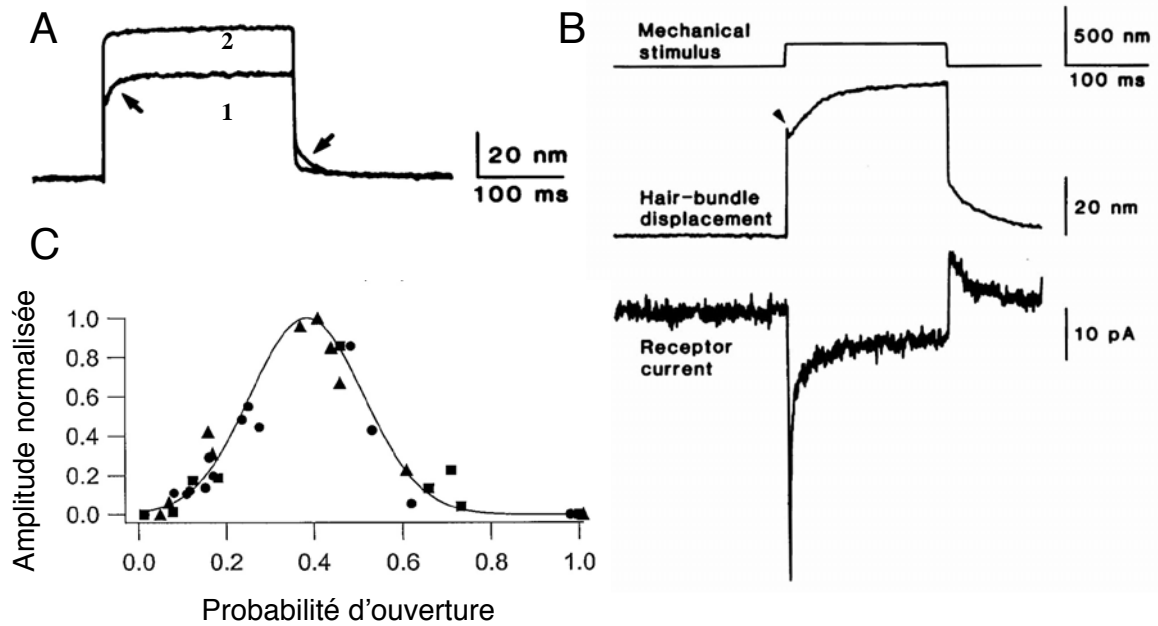 A
2
1
20 nm
100 ms
B
Mechanical
stimulus
500 nm
100 ms
Hair-bundle
displacement
20 nm
Receptor
current
10 pA
C
Amplitude normalisée
1.0
0.8
0.6
0.4
0.2
0.0
0.0 0.2 0.4 0.6 0.8 1.0
Probabilité d'ouverture